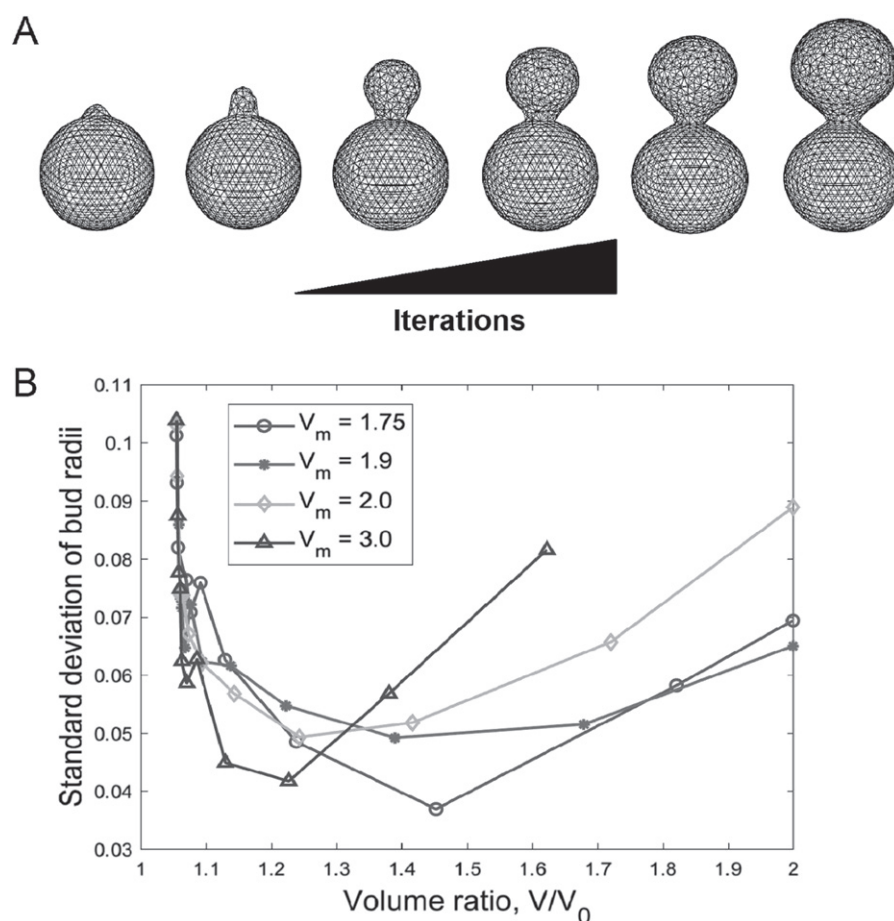 A
Iterations
B
Standard deviation of bud radii
0.11
0.1
0.09
0.08
0.07
0.06
0.05
0.04
0.03
V_m = 1.75
V_m = 1.9
V_m = 2.0
V_m = 3.0
1 1.1 1.2 1.3 1.4 1.5 1.6 1.7 1.8 1.9 2
Volume ratio, V/V_0